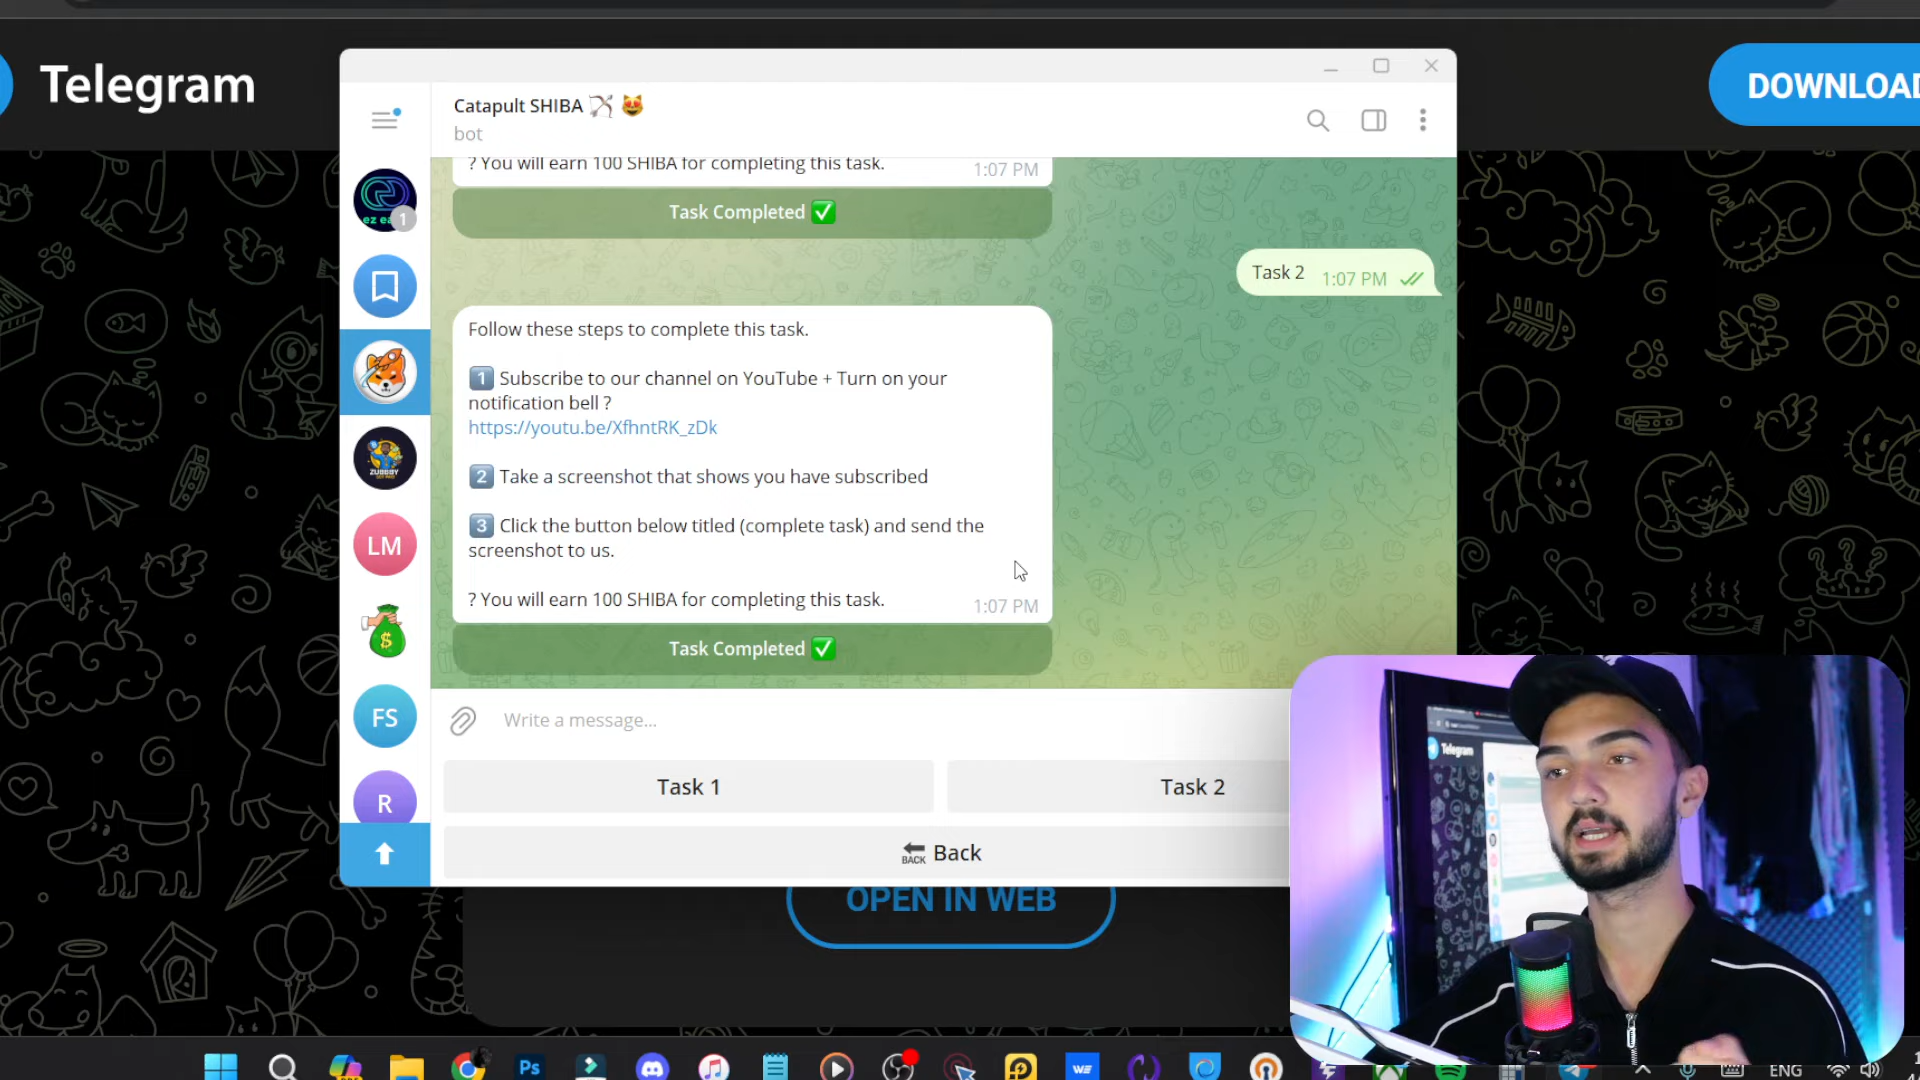 Telegram
DOWNLOAD
Catapult SHIBA 🏹 😻
bot
? You will earn 100 SHIBA for completing this task.
1:07 PM
Task Completed ✅
Task 2
1:07 PM
Follow these steps to complete this task.
1️⃣ Subscribe to our channel on YouTube + Turn on your
notification bell ?
https://youtu.be/XfhntRK_zDk
2️⃣ Take a screenshot that shows you have subscribed
3️⃣ Click the button below titled (complete task) and send the
screenshot to us.
? You will earn 100 SHIBA for completing this task.
1:07 PM
Task Completed ✅
1
ZUBBBY
LM
$
FS
R
Write a message...
Task 1
Task 2
🔙 Back
OPEN IN WEB
Telegram
Ps
WE
ENG